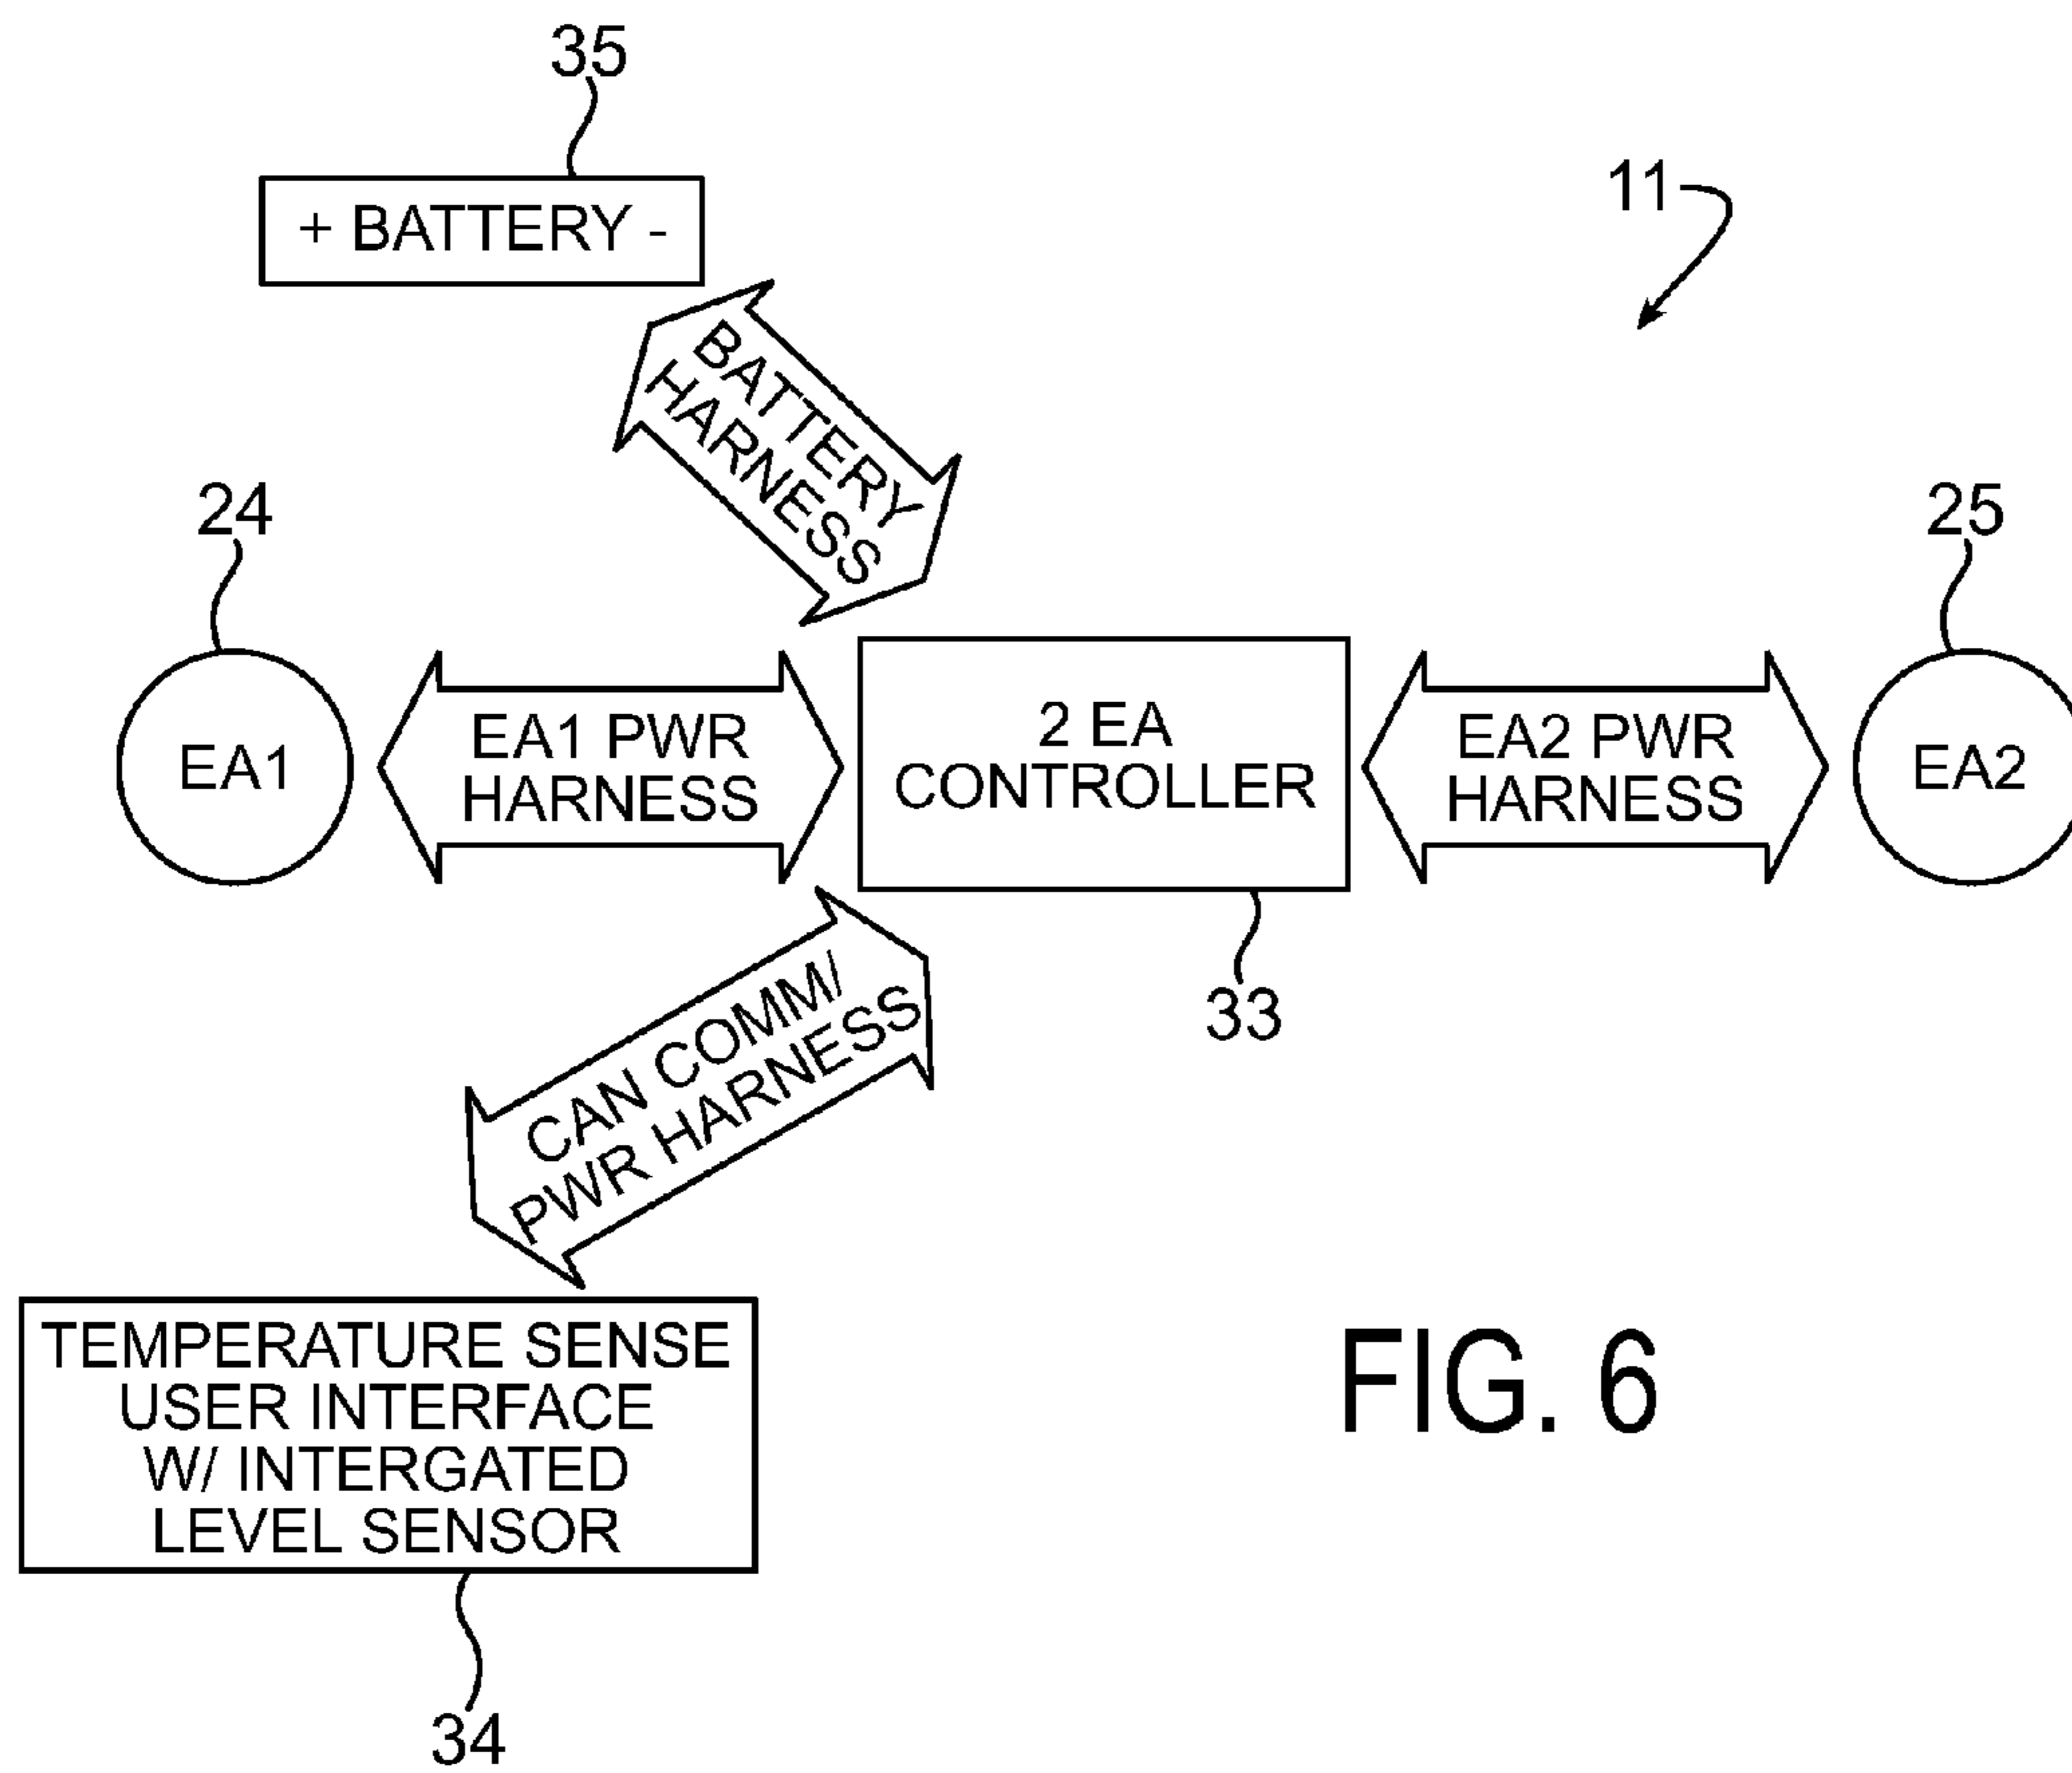 35
+ BATTERY -
11
BATTERY
HARNESS
24
25
EA1
EA1 PWR
HARNESS
2 EA
CONTROLLER
EA2 PWR
HARNESS
EA2
33
CAN COMM/
PWR HARNESS
TEMPERATURE SENSE
USER INTERFACE
W/ INTERGATED
LEVEL SENSOR
34
FIG. 6